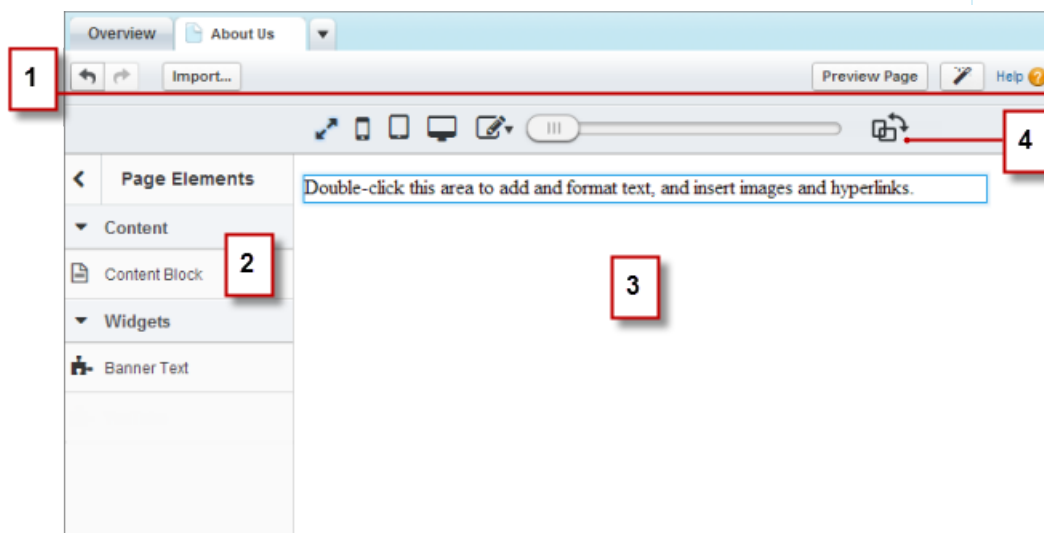 Overview About Us
1
Import... Preview Page Help ?
4
Page Elements
Double-click this area to add and format text, and insert images and hyperlinks.
Content
2
Content Block
3
Widgets
Banner Text